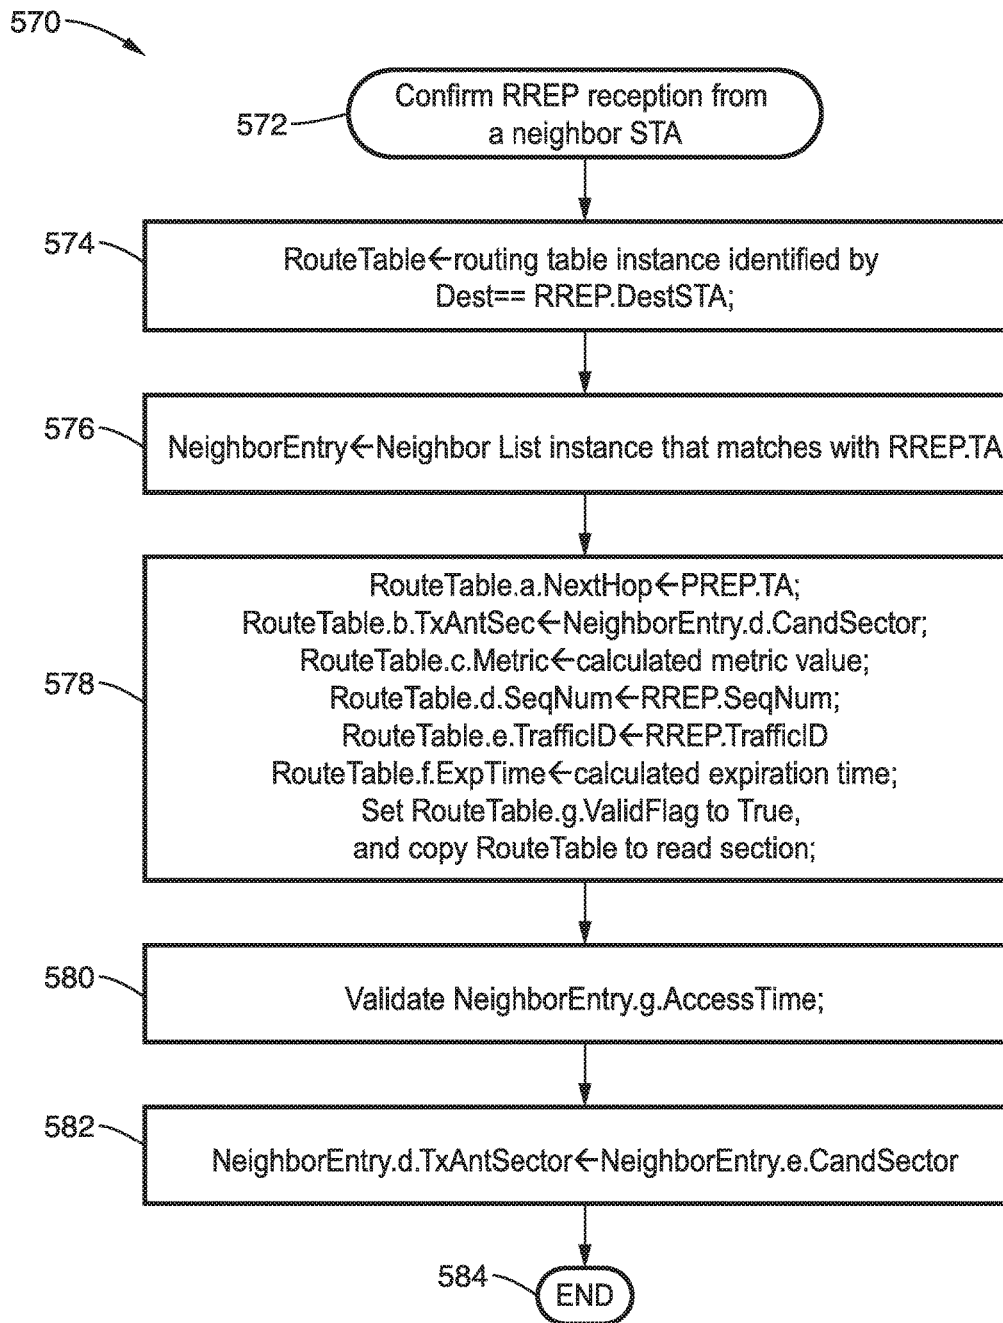 570
572
Confirm RREP reception from
a neighbor STA
574
RouteTable←routing table instance identified by
Dest== RREP.DestSTA;
576
NeighborEntry←Neighbor List instance that matches with RREP.TA
578
RouteTable.a.NextHop←PREP.TA;
RouteTable.b.TxAntSec←NeighborEntry.d.CandSector;
RouteTable.c.Metric←calculated metric value;
RouteTable.d.SeqNum←RREP.SeqNum;
RouteTable.e.TrafficID←RREP.TrafficID
RouteTable.f.ExpTime←calculated expiration time;
Set RouteTable.g.ValidFlag to True,
and copy RouteTable to read section;
580
Validate NeighborEntry.g.AccessTime;
582
NeighborEntry.d.TxAntSector←NeighborEntry.e.CandSector
584
END